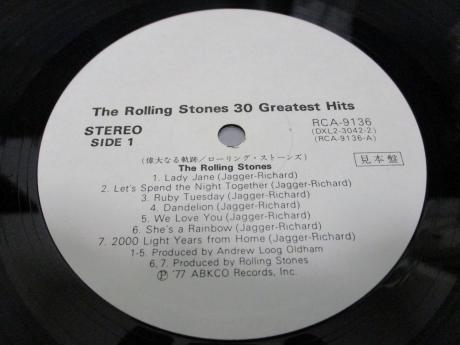 The Rolling Stones 30 Greatest Hits
STEREO
SIDE 1
RCA-9136
(DXL2-3042-2)
(RCA-9136-A)
(偉大なる軌跡/ローリング・ストーンズ)
見本盤
The Rolling Stones
1. Lady Jane (Jagger-Richard)
2. Let's Spend the Night Together (Jagger-Richard)
3. Ruby Tuesday (Jagger-Richard)
4. Dandelion (Jagger-Richard)
5. We Love You (Jagger-Richard)
6. She's a Rainbow (Jagger-Richard)
7. 2000 Light Years from Home (Jagger-Richard)
1-5. Produced by Andrew Loog Oldham
6, 7. Produced by Rolling Stones
Ⓟ '77 ABKCO Records, Inc.